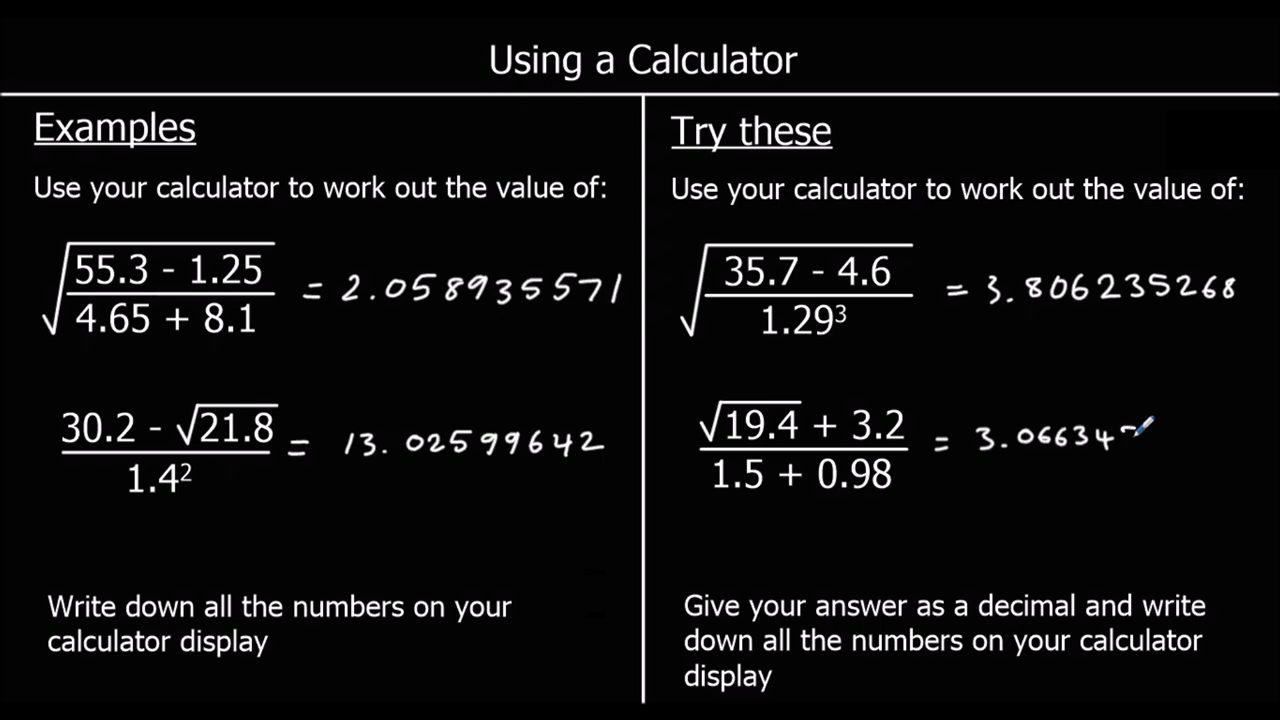 Using a Calculator
Examples
Use your calculator to work out the value of:
√((55.3 - 1.25)/(4.65 + 8.1)) = 2.058935571
(30.2 - √21.8)/1.4² = 13.02599642
Write down all the numbers on your
calculator display
Try these
Use your calculator to work out the value of:
√((35.7 - 4.6)/1.29³) = 3.806235268
(√19.4 + 3.2)/(1.5 + 0.98) = 3.06634
Give your answer as a decimal and write
down all the numbers on your calculator
display